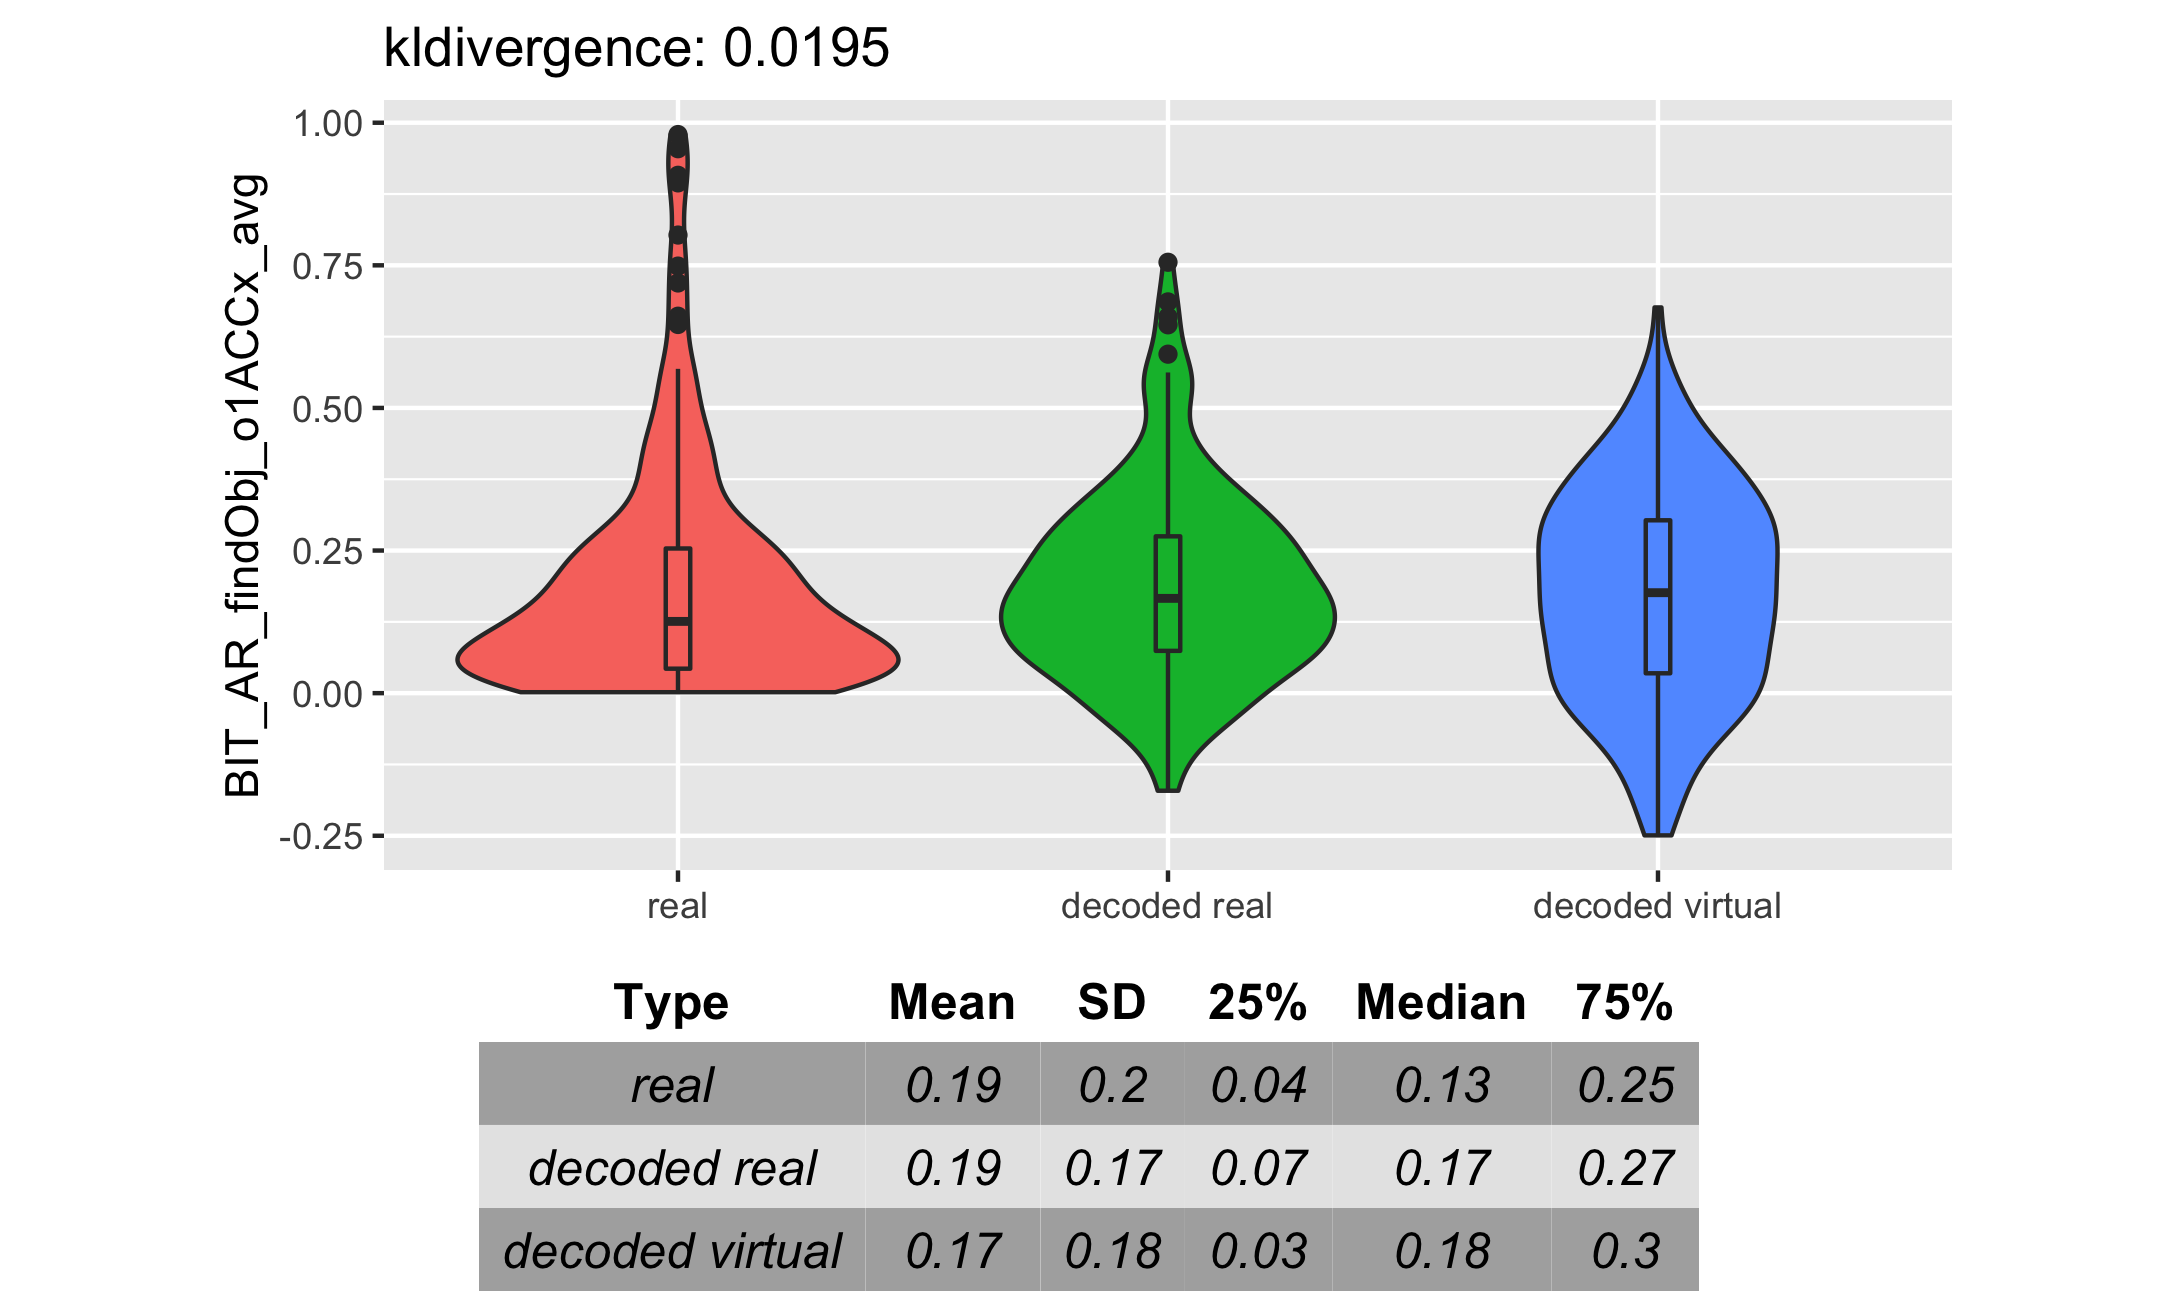 kldivergence: 0.0195
BIT_AR_findObj_o1ACCx_avg
1.00
0.75
0.50
0.25
0.00
-0.25
real decoded real decoded virtual
Type Mean SD 25% Median 75%
real 0.19 0.2 0.04 0.13 0.25
decoded real 0.19 0.17 0.07 0.17 0.27
decoded virtual 0.17 0.18 0.03 0.18 0.3